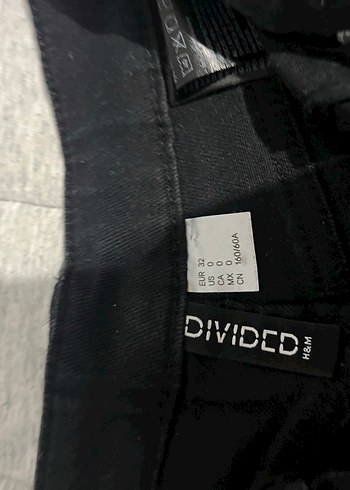 EUR 32
US 0
CA 0
MX 0
CN 160/60A
DIVIDED
H&M